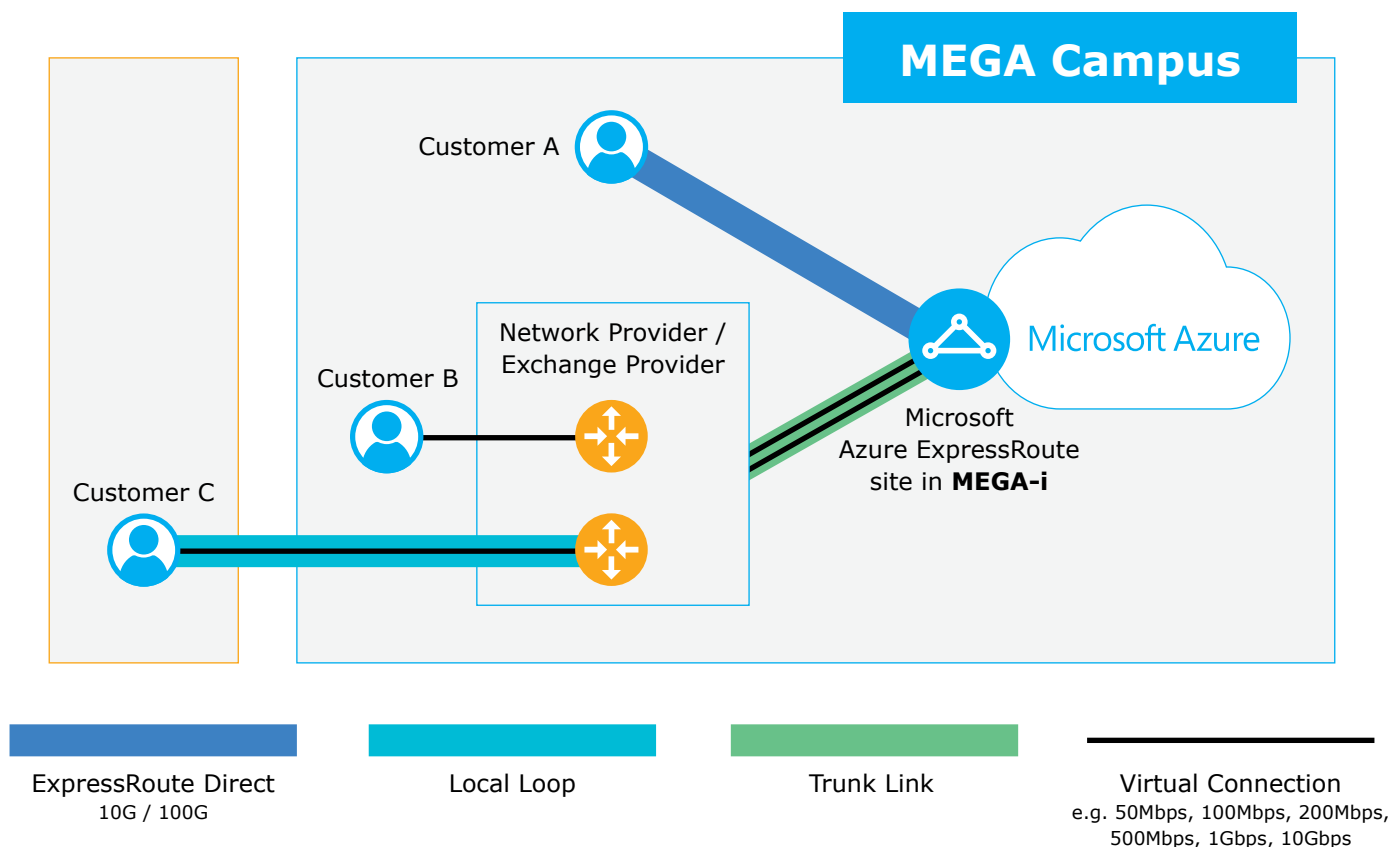 MEGA Campus
Customer A
Network Provider /
Exchange Provider
Customer B
Customer C
Microsoft Azure
Microsoft
Azure ExpressRoute
site in MEGA-i
ExpressRoute Direct
10G / 100G
Local Loop
Trunk Link
Virtual Connection
e.g. 50Mbps, 100Mbps, 200Mbps,
500Mbps, 1Gbps, 10Gbps